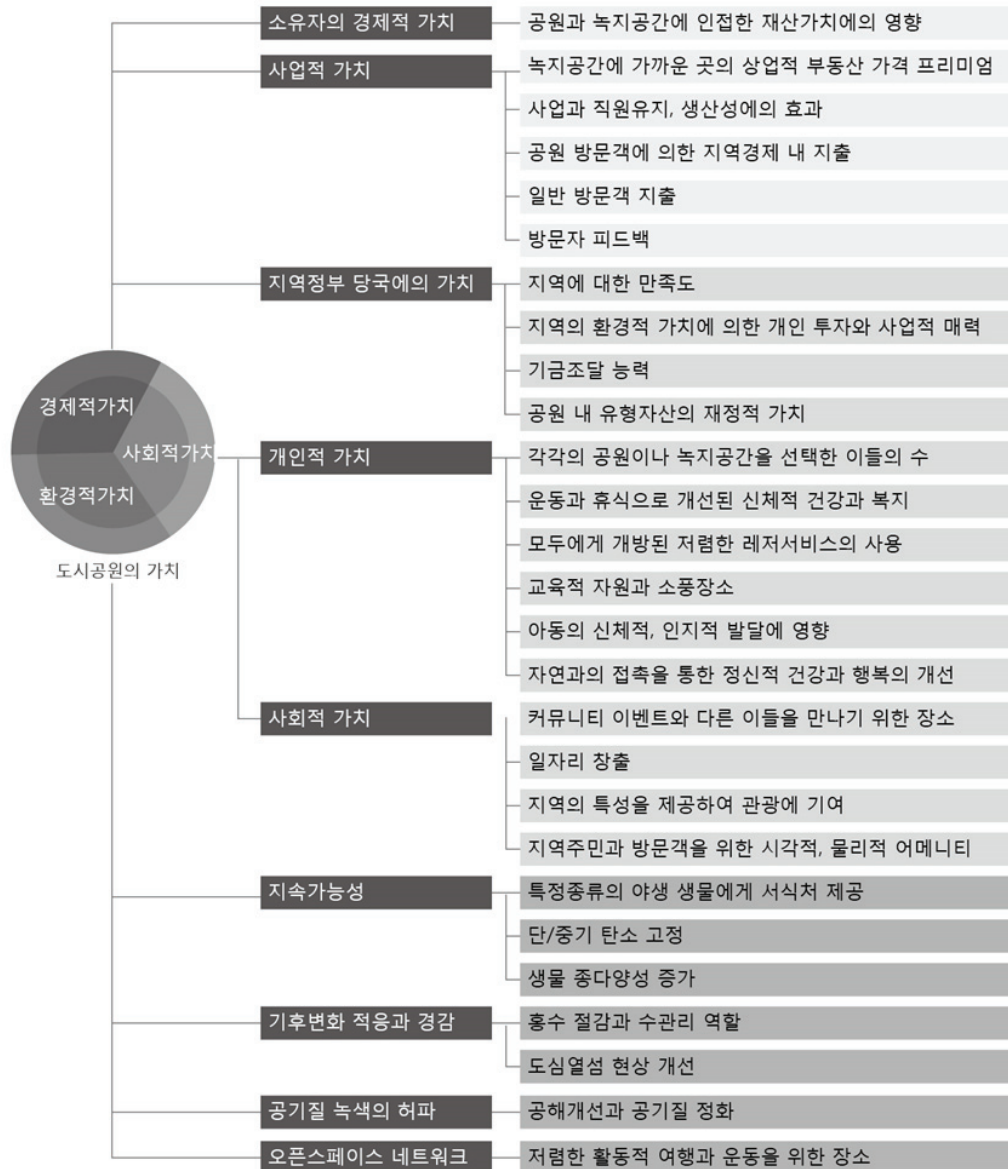 소유자의 경제적 가치
공원과 녹지공간에 인접한 재산가치에의 영향
사업적 가치
녹지공간에 가까운 곳의 상업적 부동산 가격 프리미엄
사업과 직원유지, 생산성에의 효과
공원 방문객에 의한 지역경제 내 지출
일반 방문객 지출
방문자 피드백
지역정부 당국에의 가치
지역에 대한 만족도
지역의 환경적 가치에 의한 개인 투자와 사업적 매력
기금조달 능력
공원 내 유형자산의 재정적 가치
경제적가치
사회적가치
환경적가치
도시공원의 가치
개인적 가치
각각의 공원이나 녹지공간을 선택한 이들의 수
운동과 휴식으로 개선된 신체적 건강과 복지
모두에게 개방된 저렴한 레저서비스의 사용
교육적 자원과 소풍장소
아동의 신체적, 인지적 발달에 영향
자연과의 접촉을 통한 정신적 건강과 행복의 개선
사회적 가치
커뮤니티 이벤트와 다른 이들을 만나기 위한 장소
일자리 창출
지역의 특성을 제공하여 관광에 기여
지역주민과 방문객을 위한 시각적, 물리적 어메니티
지속가능성
특정종류의 야생 생물에게 서식처 제공
단/중기 탄소 고정
생물 종다양성 증가
기후변화 적응과 경감
홍수 절감과 수관리 역할
도심열섬 현상 개선
공기질 녹색의 허파
공해개선과 공기질 정화
오픈스페이스 네트워크
저렴한 활동적 여행과 운동을 위한 장소